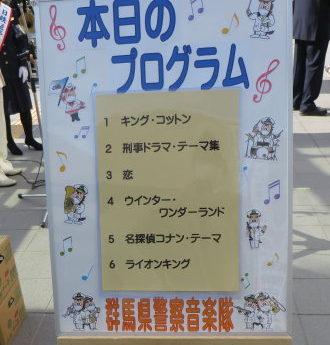 本日の
プログラム
1 キング・コットン
2 刑事ドラマ・テーマ集
3 恋
4 ウインター・
ワンダーランド
5 名探偵コナン・テーマ
6 ライオンキング
群馬県警察音楽隊